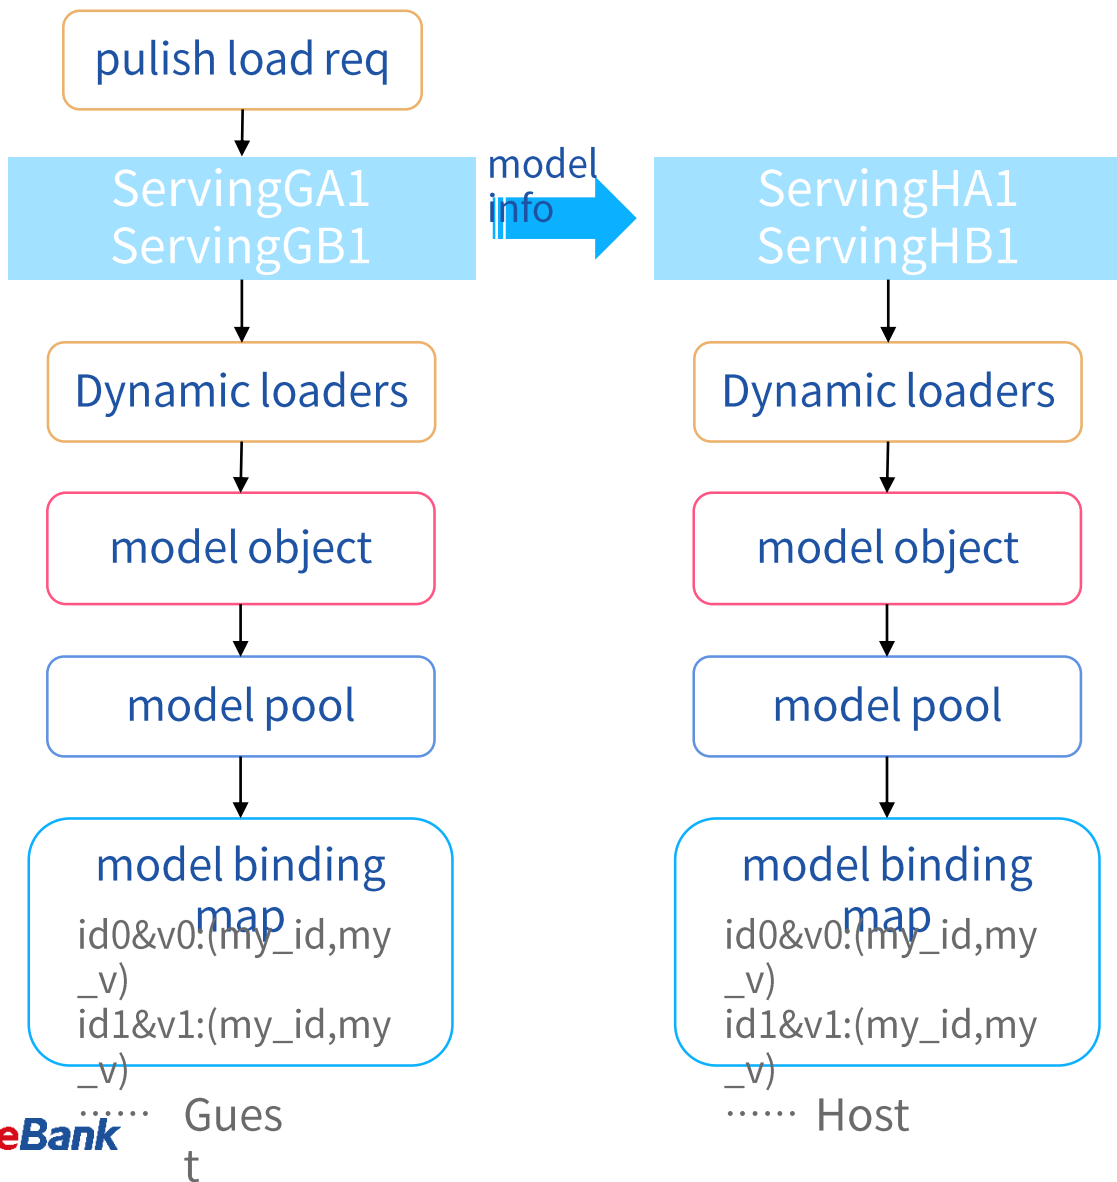 pulish load req
ServingGA1
ServingGB1
model
info
ServingHA1
ServingHB1
Dynamic loaders
Dynamic loaders
model object
model object
model pool
model pool
model binding
map
id0&v0:(my_id,my
_v)
id1&v1:(my_id,my
_v)
······
Gues
t
model binding
map
id0&v0:(my_id,my
_v)
id1&v1:(my_id,my
_v)
······
Host
eBank